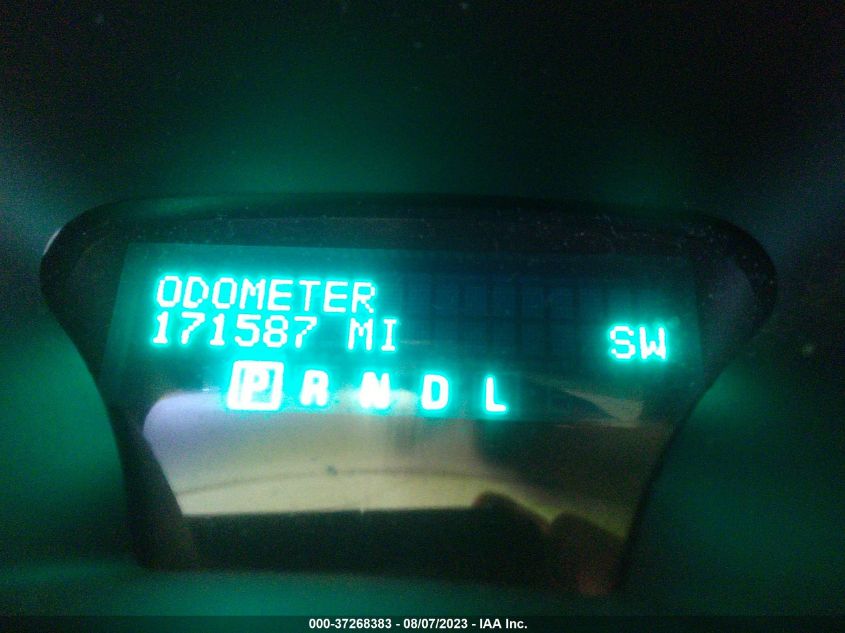 ODOMETER
171587 MI
SW
P R N D L
000-37268383 - 08/07/2023 - IAA Inc.